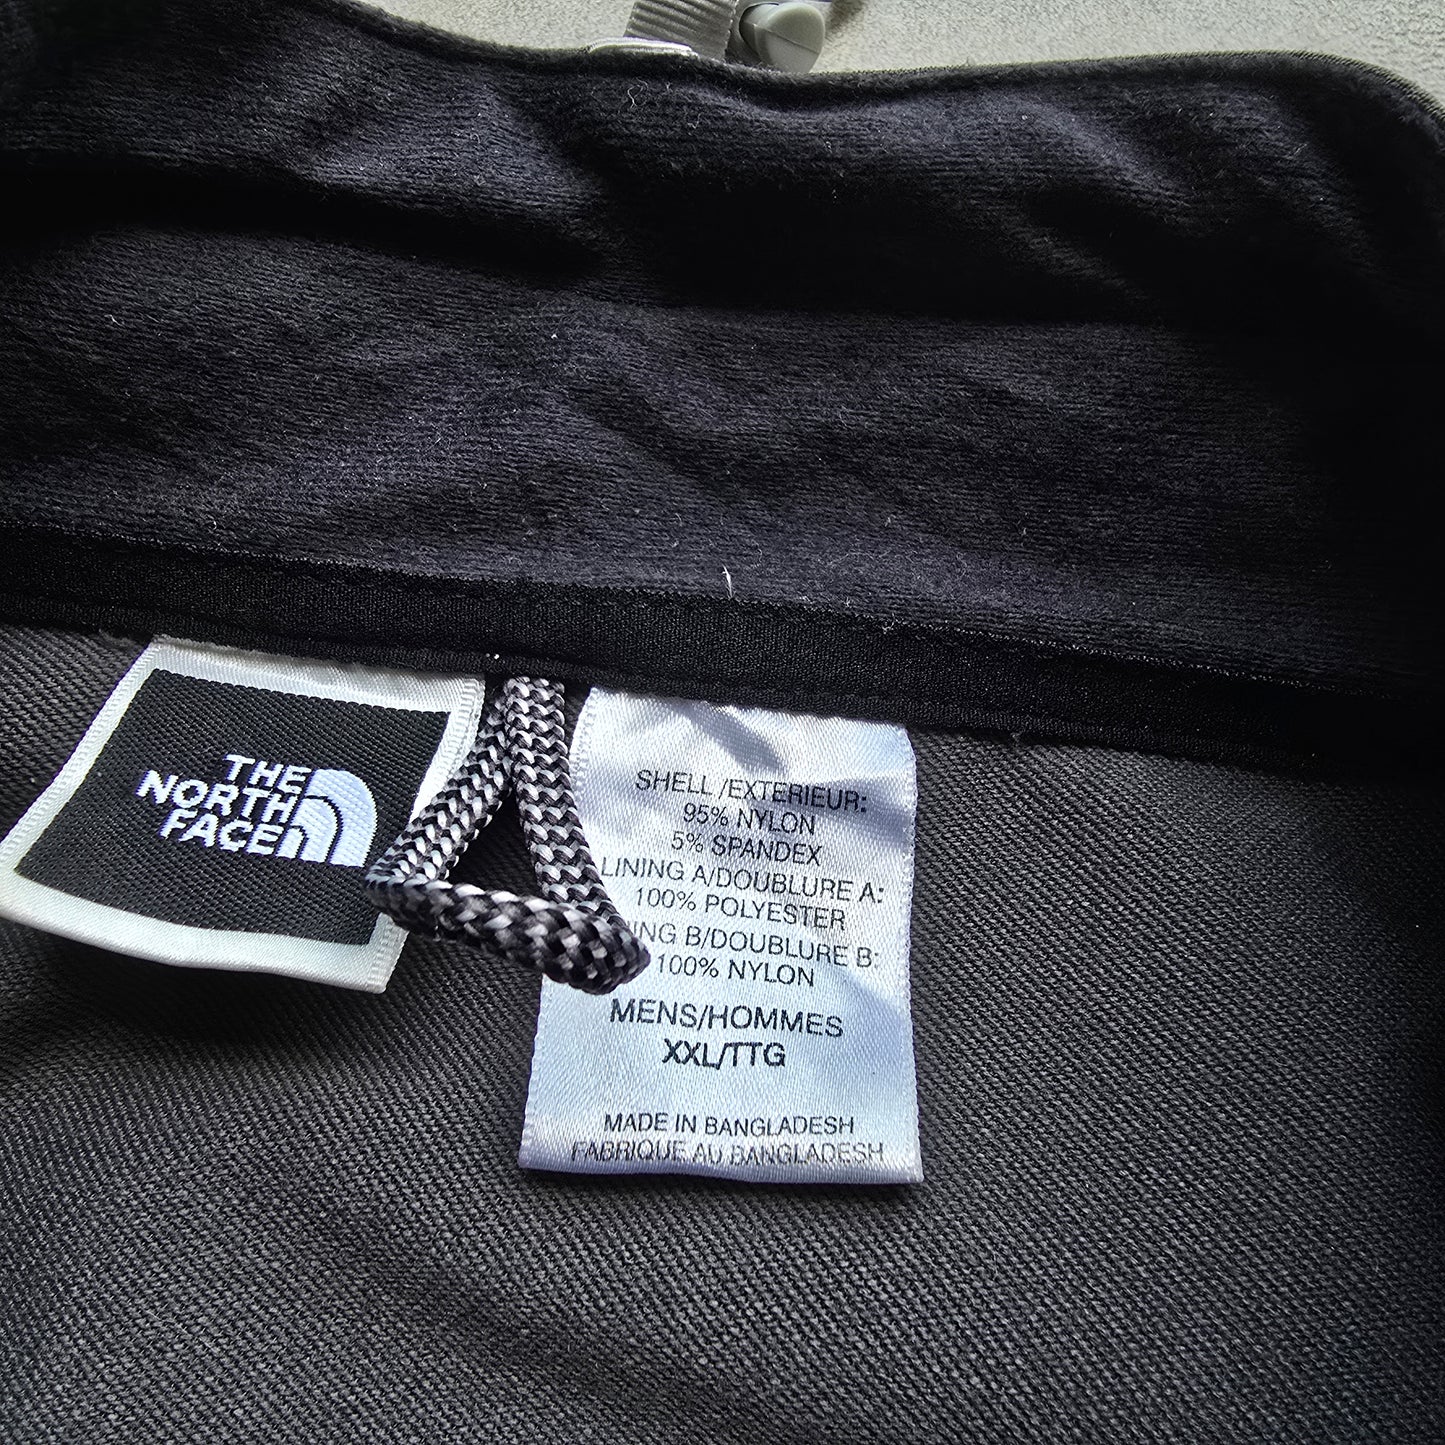 THE
NORTH
FACE
SHELL /EXTERIEUR:
95% NYLON
5% SPANDEX
LINING A/DOUBLURE A:
100% POLYESTER
B/DOUBLURE B:
100% NYLON
MENS/HOMMES
XXL/TTG
MADE IN BANGLADESH
FABRIQUE AU BANGLADESH